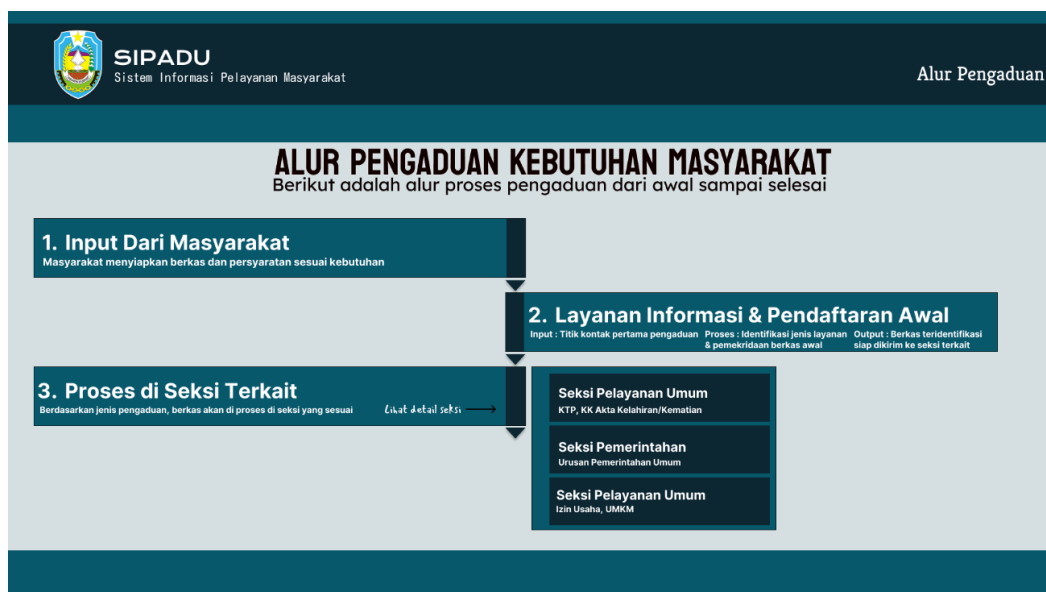 SIPADU
Sistem Informasi Pelayanan Masyarakat
Alur Pengaduan
ALUR PENGADUAN KEBUTUHAN MASYARAKAT
Berikut adalah alur proses pengaduan dari awal sampai selesai
1. Input Dari Masyarakat
Masyarakat menyiapkan berkas dan persyaratan sesuai kebutuhan
2. Layanan Informasi & Pendaftaran Awal
Input : Titik kontak pertama pengaduan
Proses : Identifikasi jenis layanan
& pemekridaan berkas awal
Output : Berkas teridentifikasi
siap dikirim ke seksi terkait
3. Proses di Seksi Terkait
Berdasarkan jenis pengaduan, berkas akan di proses di seksi yang sesuai
Lihat detail seksi
Seksi Pelayanan Umum
KTP, KK Akta Kelahiran/Kematian
Seksi Pemerintahan
Urusan Pemerintahan Umum
Seksi Pelayanan Umum
Izin Usaha, UMKM